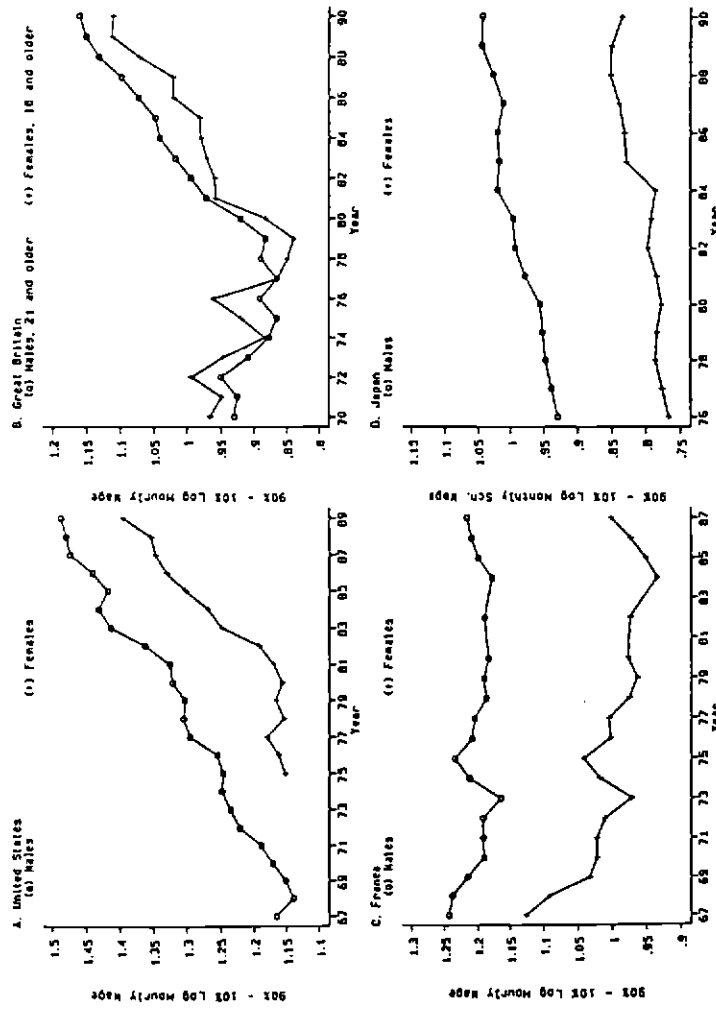 A. United States
(o) Males (+) Females
90% - 10% Log Hourly Wage
1.5
1.45
1.4
1.35
1.3
1.25
1.2
1.15
1.1
67 69 71 73 75 77 79 81 83 85 87 89
Year
B. Great Britain
(o) Males, 21 and older (+) Females, 18 and older
90% - 10% Log Hourly Wage
1.2
1.15
1.1
1.05
1
.95
.9
.85
.8
70 72 74 76 78 80 82 84 86 88 90
Year
C. France
(o) Males (+) Females
90% - 10% Log Hourly Wage
1.3
1.25
1.2
1.15
1.1
1.05
1
.95
.9
67 69 71 73 75 77 79 81 83 85 87
Year
D. Japan
(o) Males (+) Females
90% - 10% Log Monthly Sch. Wage
1.15
1.1
1.05
1
.95
.9
.85
.8
.75
76 78 80 82 84 86 88 90
Year